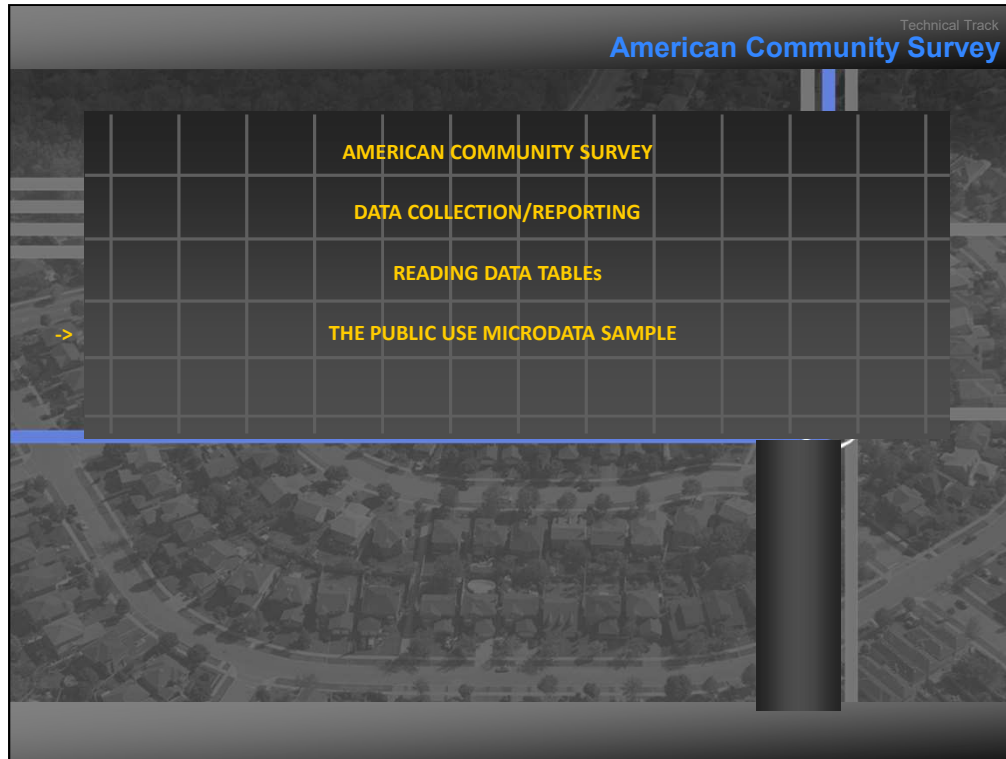 Technical Track
American Community Survey
AMERICAN COMMUNITY SURVEY
DATA COLLECTION/REPORTING
READING DATA TABLEs
-> THE PUBLIC USE MICRODATA SAMPLE